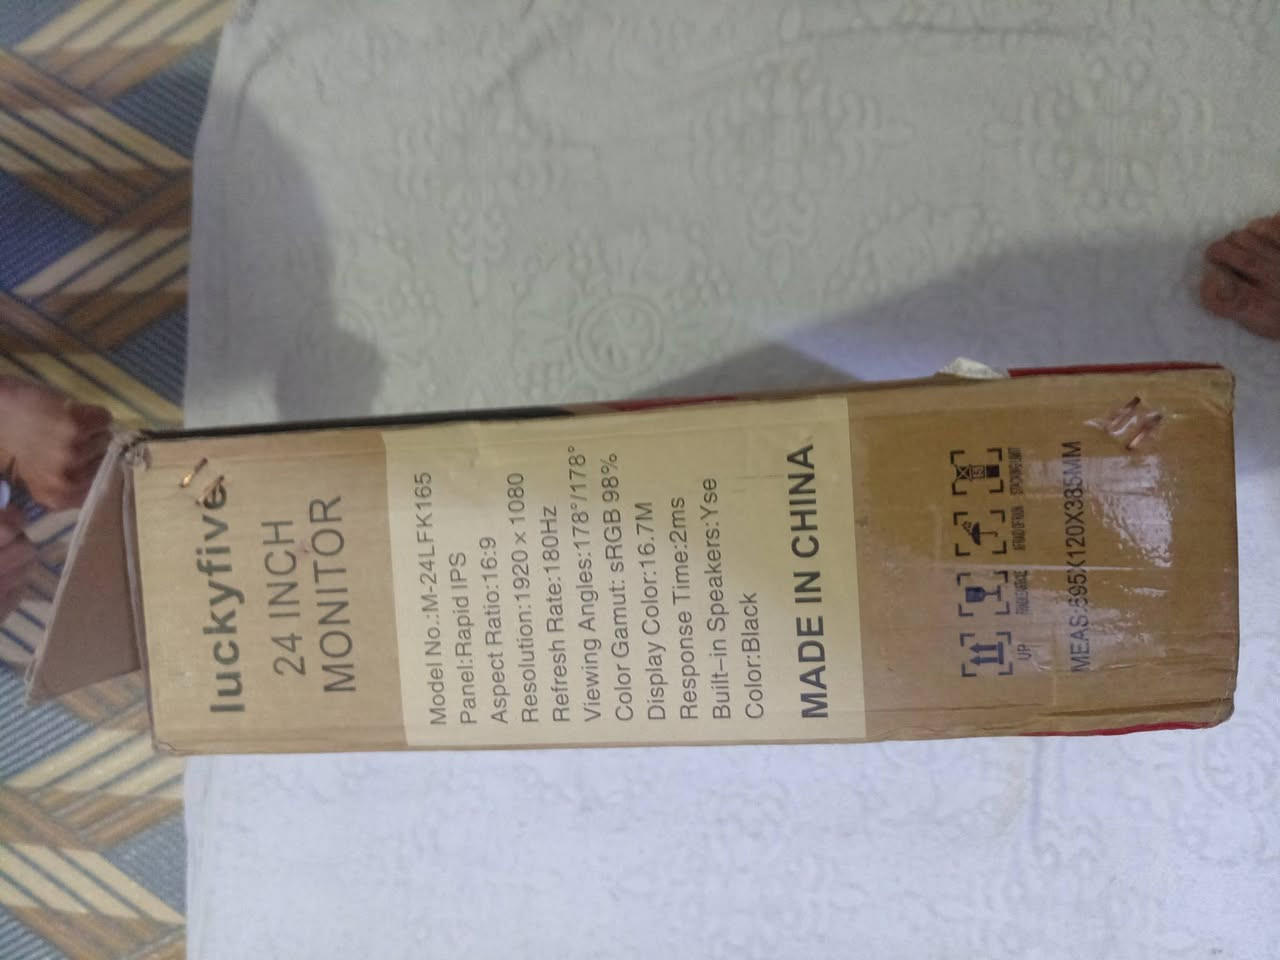 luckyfive
24 INCH
MONITOR
Model No.:M-24LFK165
Panel:Rapid IPS
Aspect Ratio:16:9
Resolution:1920×1080
Refresh Rate:180Hz
Viewing Angles:178°/178°
Color Gamut: sRGB 98%
Display Color:16.7M
Response Time:2ms
Built-in Speakers:Yse
Color:Black
MADE IN CHINA
UP
MEAS:595X120X385MM